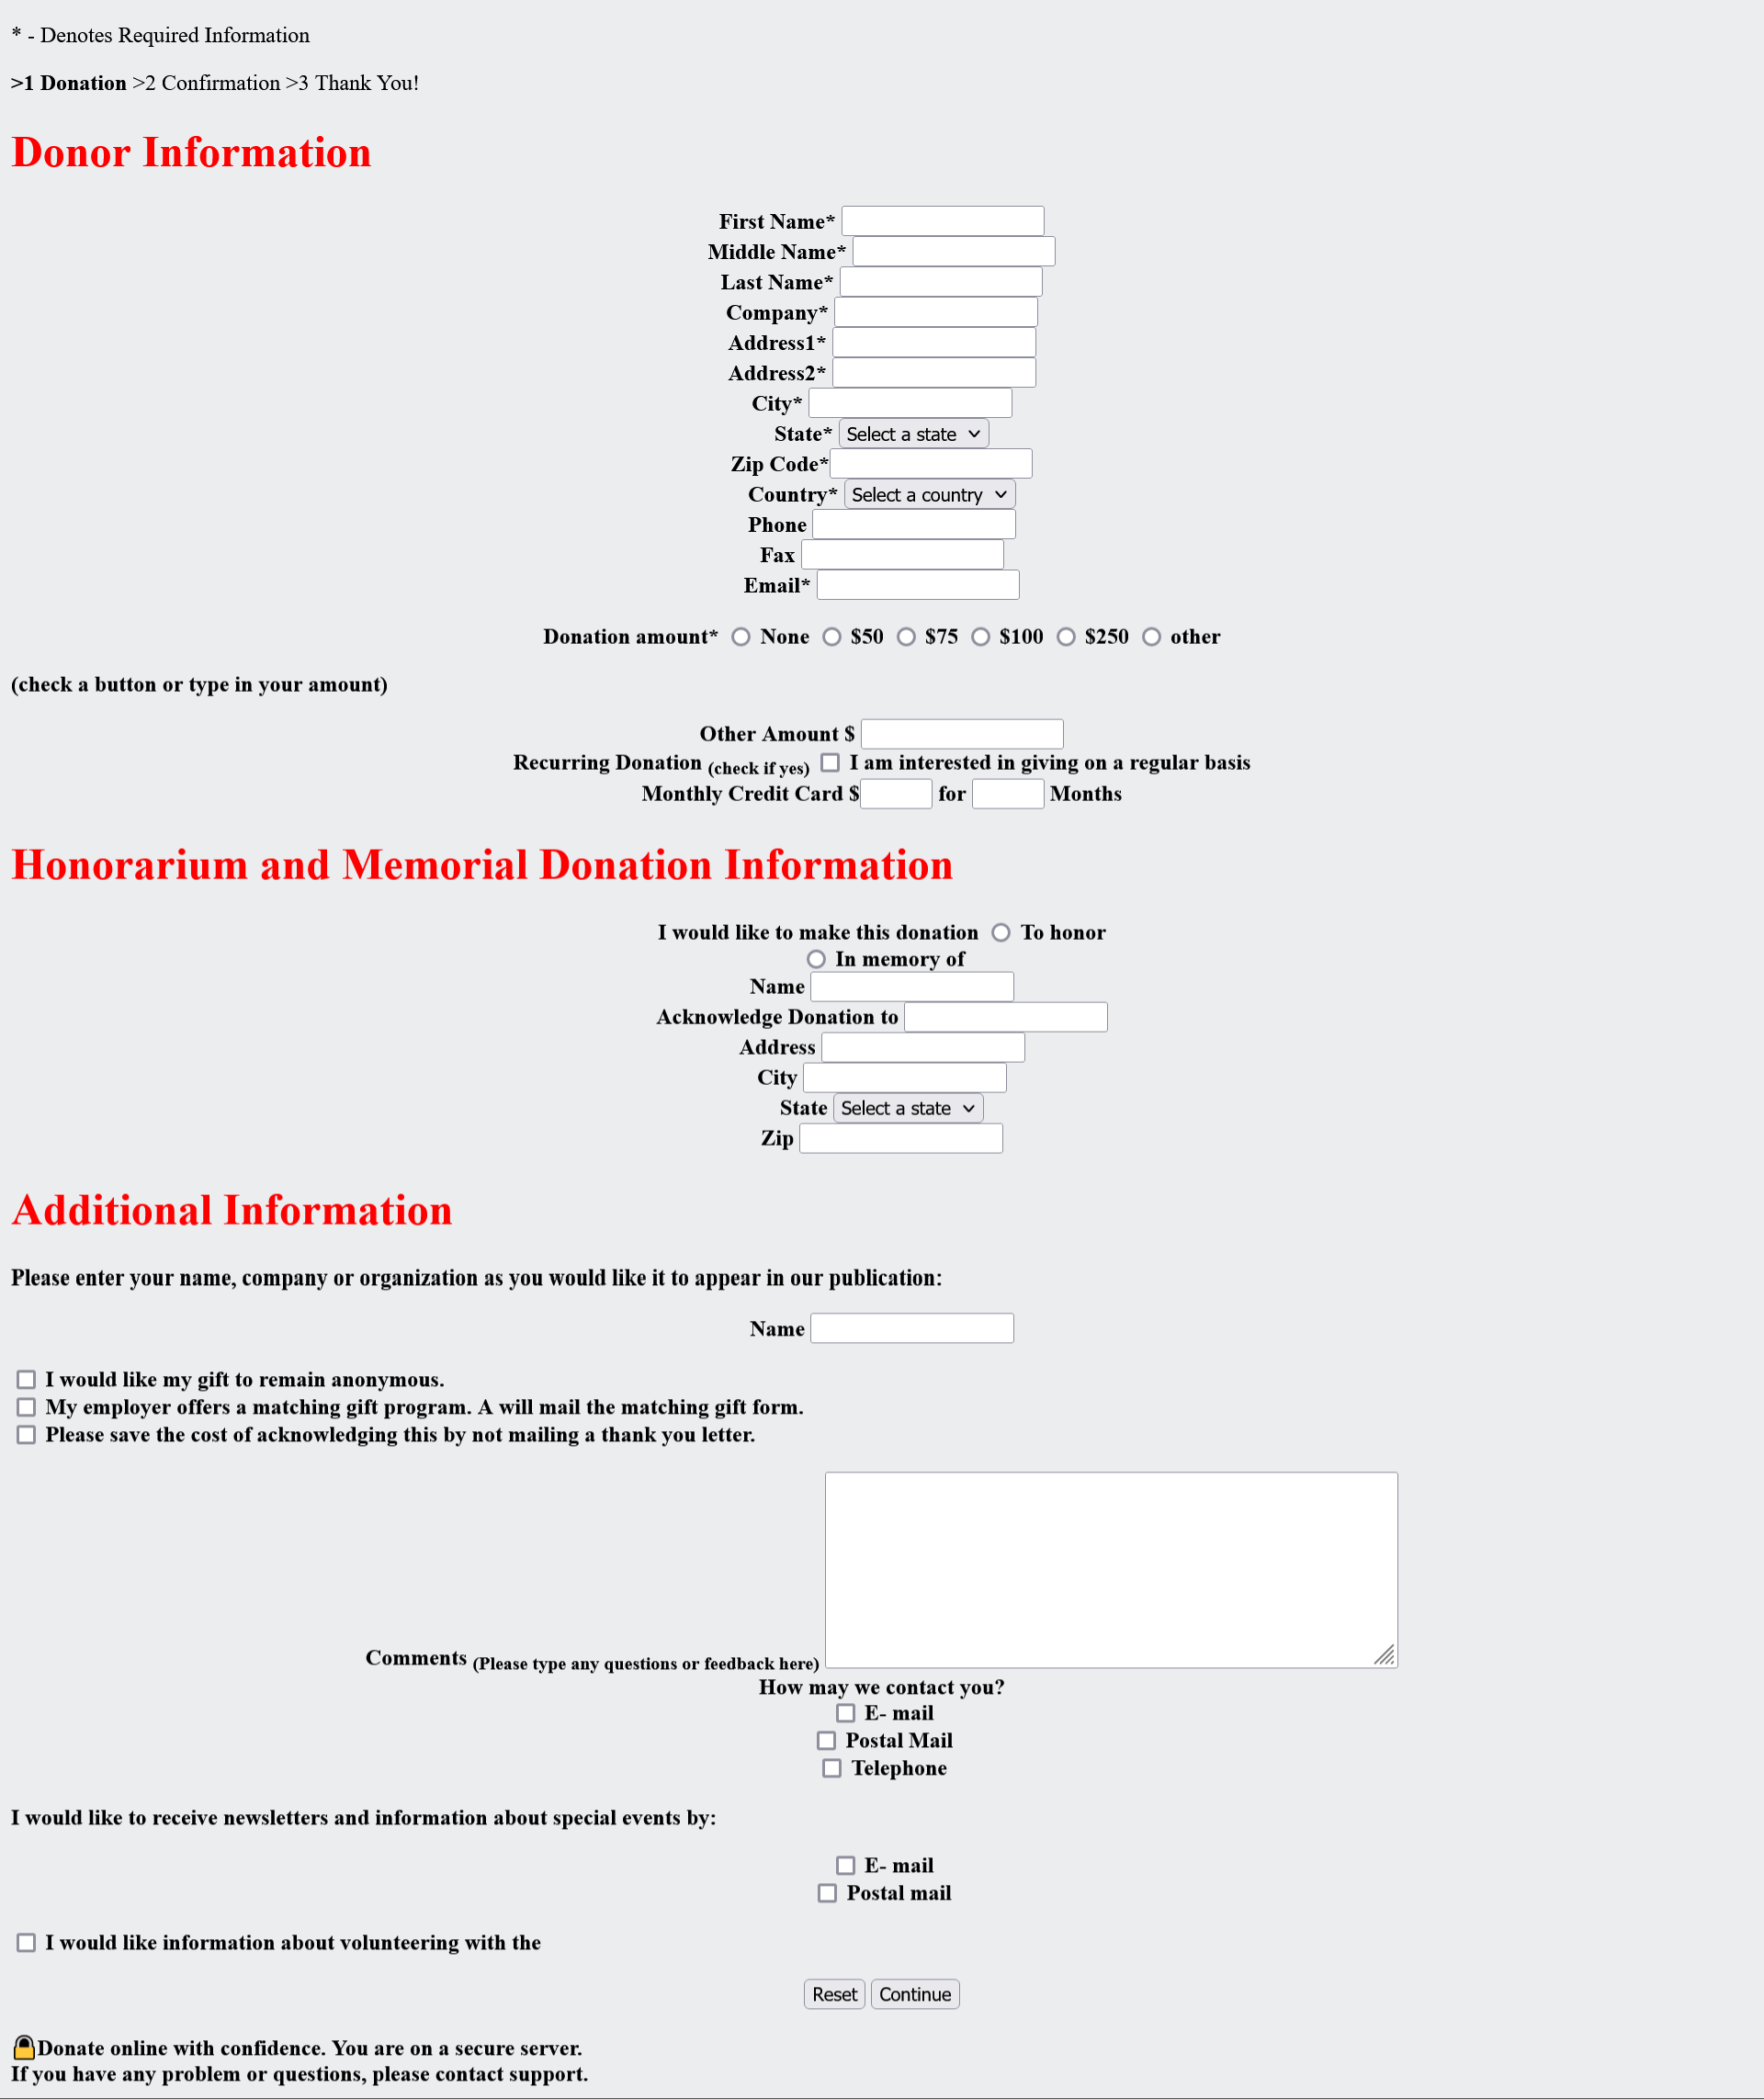 * - Denotes Required Information
>1 Donation >2 Confirmation >3 Thank You!
Donor Information
First Name*
Middle Name*
Last Name*
Company*
Address1*
Address2*
City*
State* Select a state
Zip Code*
Country* Select a country
Phone
Fax
Email*
Donation amount* None $50 $75 $100 $250 other
(check a button or type in your amount)
Other Amount $
Recurring Donation (check if yes) I am interested in giving on a regular basis
Monthly Credit Card $ for Months
Honorarium and Memorial Donation Information
I would like to make this donation To honor
In memory of
Name
Acknowledge Donation to
Address
City
State Select a state
Zip
Additional Information
Please enter your name, company or organization as you would like it to appear in our publication:
Name
I would like my gift to remain anonymous.
My employer offers a matching gift program. A will mail the matching gift form.
Please save the cost of acknowledging this by not mailing a thank you letter.
Comments (Please type any questions or feedback here)
How may we contact you?
E- mail
Postal Mail
Telephone
I would like to receive newsletters and information about special events by:
E- mail
Postal mail
I would like information about volunteering with the
Reset Continue
Donate online with confidence. You are on a secure server.
If you have any problem or questions, please contact support.